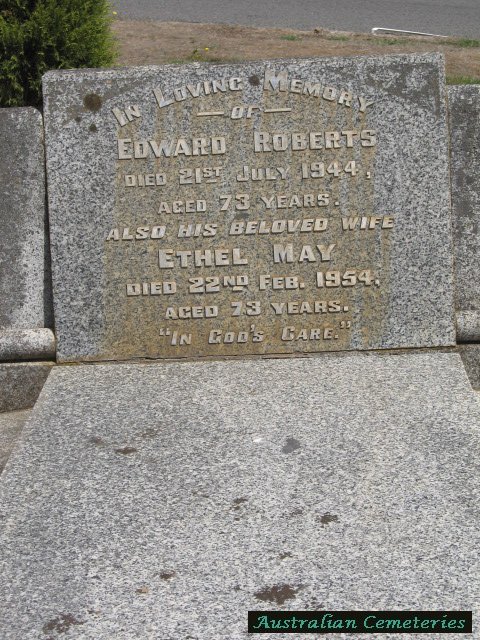 In Loving Memory
— OF —
EDWARD ROBERTS
DIED 21ST JULY 1944,
AGED 73 YEARS.
ALSO HIS BELOVED WIFE
ETHEL MAY
DIED 22ND FEB. 1954,
AGED 73 YEARS.
"IN GOD'S CARE."
Australian Cemeteries